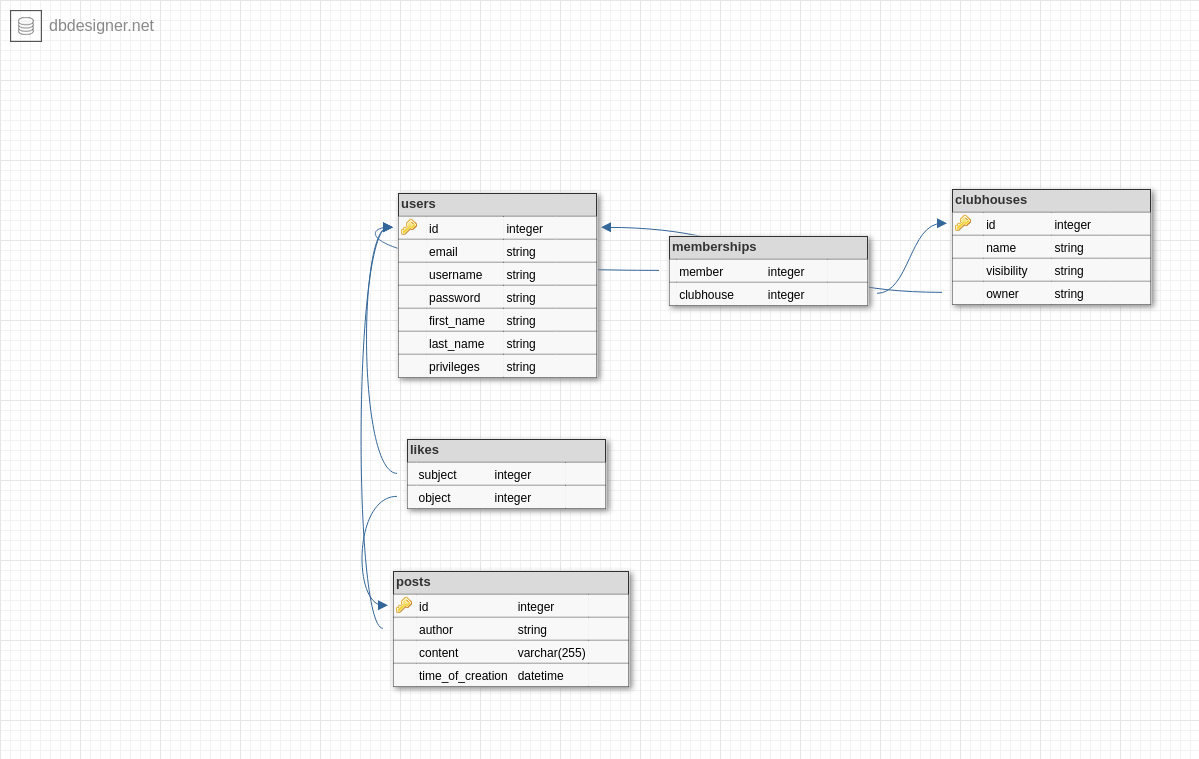 dbdesigner.net
users
id integer
email string
username string
password string
first_name string
last_name string
privileges string
memberships
member integer
clubhouse integer
clubhouses
id integer
name string
visibility string
owner string
likes
subject integer
object integer
posts
id integer
author string
content varchar(255)
time_of_creation datetime